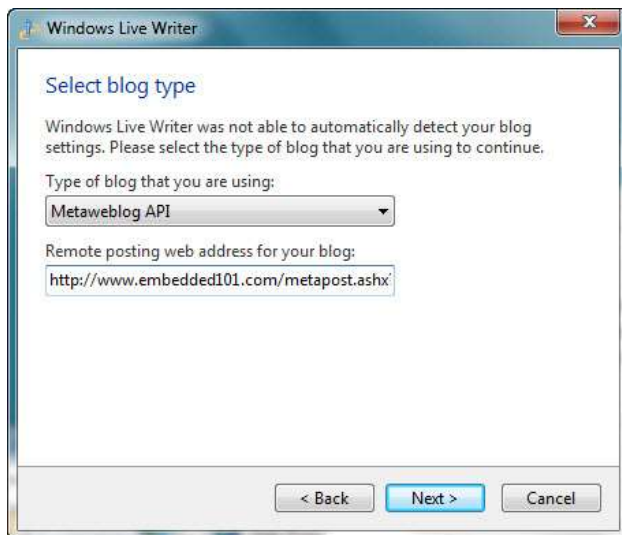 Windows Live Writer
Select blog type
Windows Live Writer was not able to automatically detect your blog
settings. Please select the type of blog that you are using to continue.
Type of blog that you are using:
Metaweblog API
Remote posting web address for your blog:
http://www.embedded101.com/metapost.ashx
< Back Next > Cancel